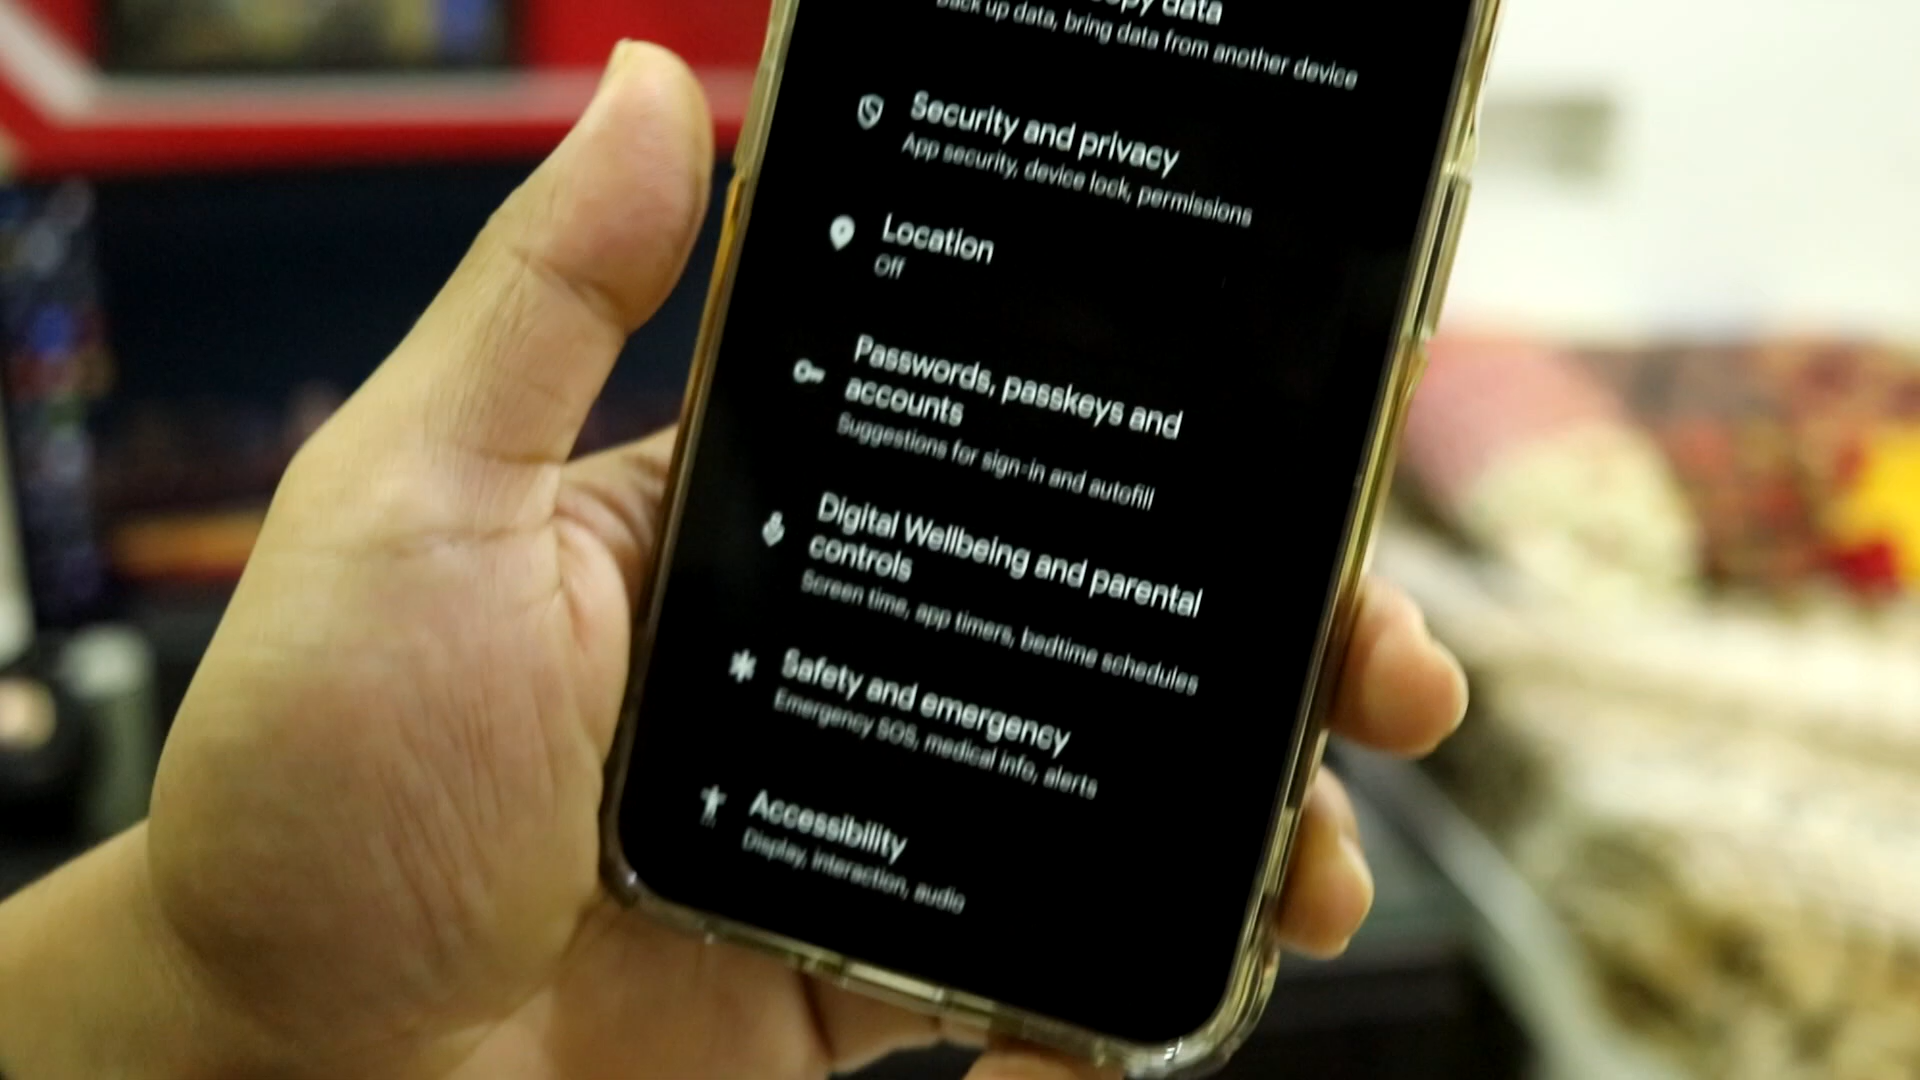 copy data
Back up data, bring data from another device
Security and privacy
App security, device lock, permissions
Location
Off
Passwords, passkeys and
accounts
Suggestions for sign-in and autofill
Digital Wellbeing and parental
controls
Screen time, app timers, bedtime schedules
Safety and emergency
Emergency SOS, medical info, alerts
Accessibility
Display, interaction, audio